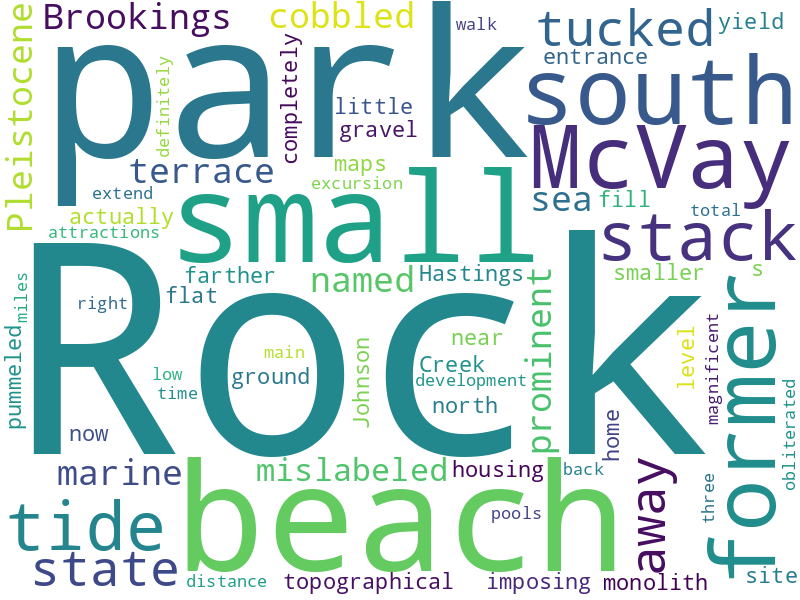 Brookings
cobbled
walk
tucked
yield
entrance
park
Pleistocene
definitely
completely
little
gravel
south
terrace
maps
excursion
extend
McVay
sea
fill
total
actually
attractions
small
stack
farther
named
Hastings
smaller
s
flat
right
miles
pummeled
Rock
prominent
former
near
main
Creek
development
low
time
ground
Johnson
north
level
magnificent
obliterated
now
home
marine
mislabeled
housing
back
beach
tide
state
away
three
pools
distance
topographical
imposing
monolith
site